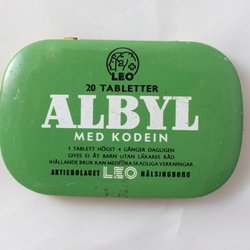 LEO
20 TABLETTER
ALBYL
MED KODEIN
1 TABLETT HÖGST 4 GÅNGER DAGLIGEN
GIVES EJ ÅT BARN UTAN LÄKARES RÅD
IHÅLLANDE BRUK KAN MEDFÖRA SKADLIGA VERKNINGAR
AKTIEBOLAGET LEO HÄLSINGBORG